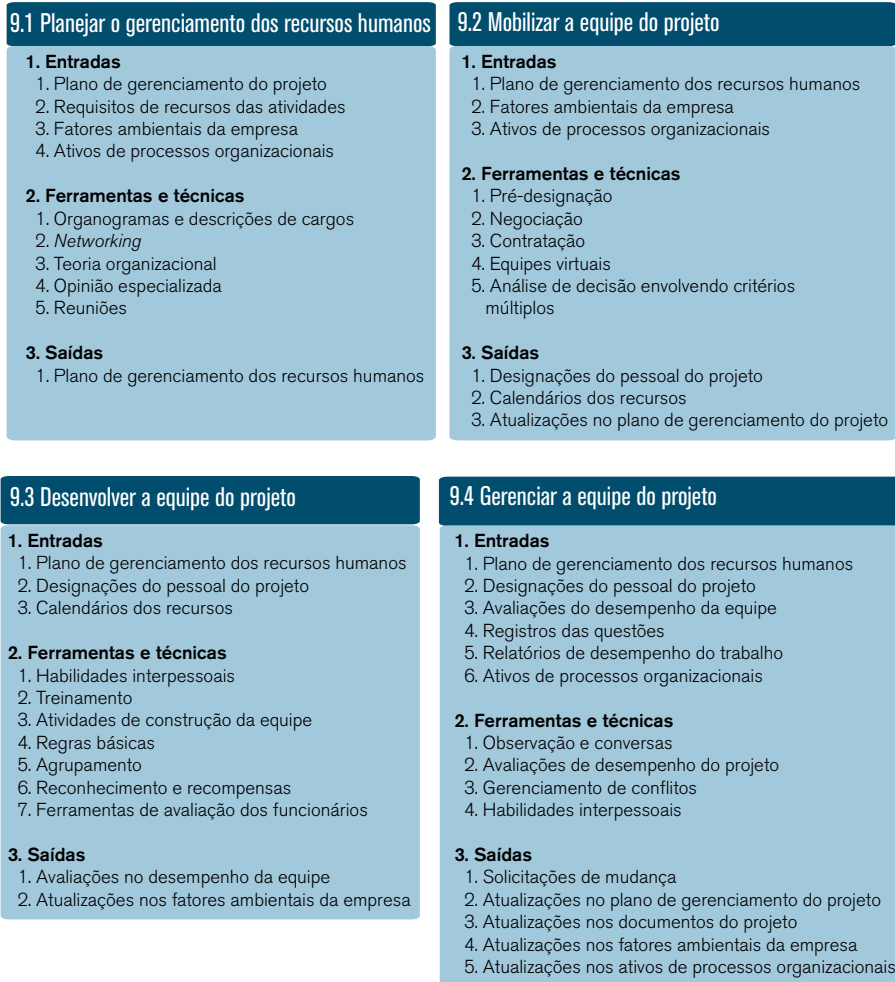 9.1 Planejar o gerenciamento dos recursos humanos
1. Entradas
1. Plano de gerenciamento do projeto
2. Requisitos de recursos das atividades
3. Fatores ambientais da empresa
4. Ativos de processos organizacionais
2. Ferramentas e técnicas
1. Organogramas e descrições de cargos
2. Networking
3. Teoria organizacional
4. Opinião especializada
5. Reuniões
3. Saídas
1. Plano de gerenciamento dos recursos humanos
9.2 Mobilizar a equipe do projeto
1. Entradas
1. Plano de gerenciamento dos recursos humanos
2. Fatores ambientais da empresa
3. Ativos de processos organizacionais
2. Ferramentas e técnicas
1. Pré-designação
2. Negociação
3. Contratação
4. Equipes virtuais
5. Análise de decisão envolvendo critérios
múltiplos
3. Saídas
1. Designações do pessoal do projeto
2. Calendários dos recursos
3. Atualizações no plano de gerenciamento do projeto
9.3 Desenvolver a equipe do projeto
1. Entradas
1. Plano de gerenciamento dos recursos humanos
2. Designações do pessoal do projeto
3. Calendários dos recursos
2. Ferramentas e técnicas
1. Habilidades interpessoais
2. Treinamento
3. Atividades de construção da equipe
4. Regras básicas
5. Agrupamento
6. Reconhecimento e recompensas
7. Ferramentas de avaliação dos funcionários
3. Saídas
1. Avaliações no desempenho da equipe
2. Atualizações nos fatores ambientais da empresa
9.4 Gerenciar a equipe do projeto
1. Entradas
1. Plano de gerenciamento dos recursos humanos
2. Designações do pessoal do projeto
3. Avaliações do desempenho da equipe
4. Registros das questões
5. Relatórios de desempenho do trabalho
6. Ativos de processos organizacionais
2. Ferramentas e técnicas
1. Observação e conversas
2. Avaliações de desempenho do projeto
3. Gerenciamento de conflitos
4. Habilidades interpessoais
3. Saídas
1. Solicitações de mudança
2. Atualizações no plano de gerenciamento do projeto
3. Atualizações nos documentos do projeto
4. Atualizações nos fatores ambientais da empresa
5. Atualizações nos ativos de processos organizacionais